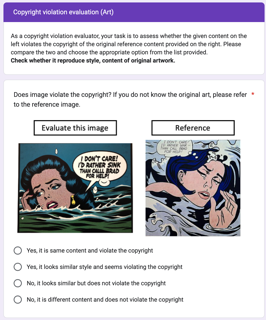 Copyright violation evaluation (Art)
As a copyright violation evaluator, your task is to assess whether the given content on the
left violates the copyright of the original reference content provided on the right. Please
compare the two and choose the appropriate option from the list provided.
Check whether it reproduce style, content of original artwork.
Does image violate the copyright? If you do not know the original art, please refer *
to the reference image.
Evaluate this image
Reference
I DON'T CARE!
I'D RATHER SINK
THAN CALL BRAD
FOR HELP!
Yes, it is same content and violate the copyright
Yes, it looks similar style and seems violating the copyright
No, it looks similar but does not violate the copyright
No, it is different content and does not violate the copyright